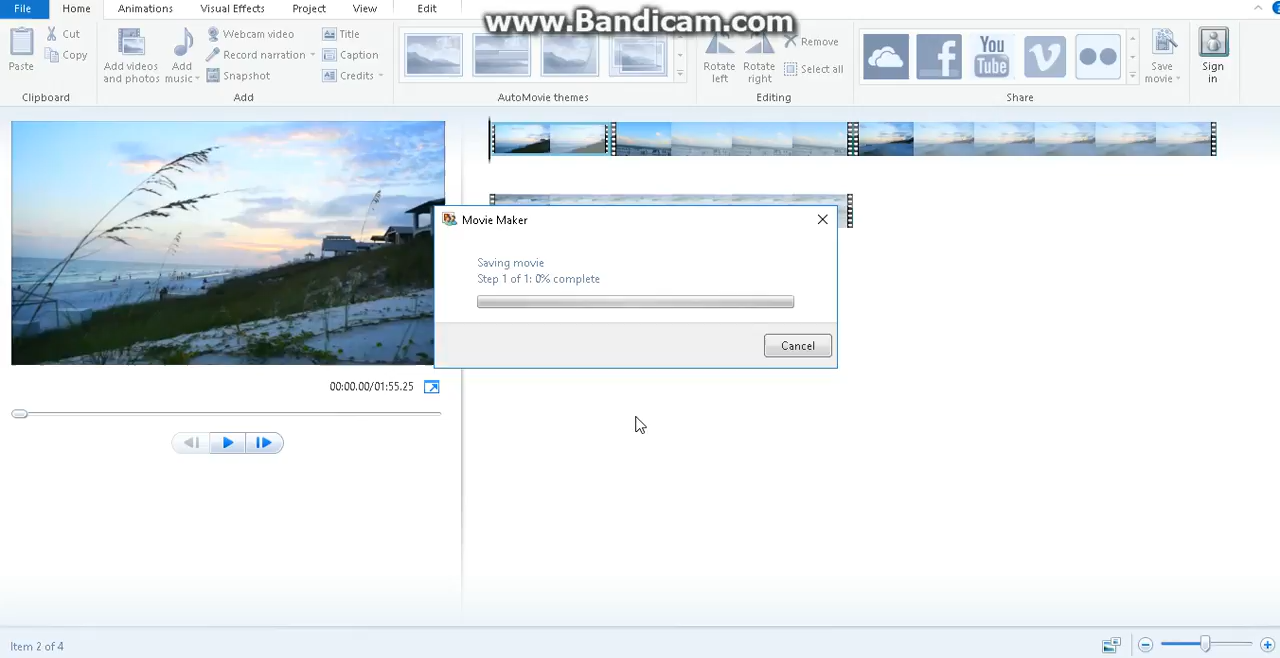 www.Bandicam.com
File Home Animations Visual Effects Project View Edit
Paste
Cut
Copy
Clipboard
Add videos and photos
Add music
Webcam video
Record narration
Snapshot
Title
Caption
Credits
Add
AutoMovie themes
Rotate left
Rotate right
Remove
Select all
Editing
You Tube
Share
Save movie
Sign in
Movie Maker
Saving movie
Step 1 of 1: 0% complete
Cancel
00:00.00/01:55.25
Item 2 of 4